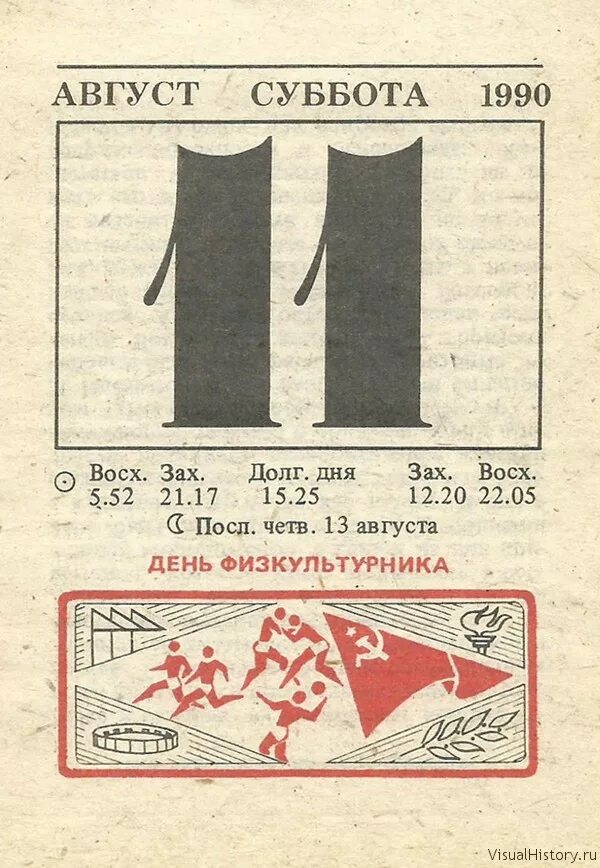 АВГУСТ СУББОТА 1990
11
Восх. Зах. Долг. дня Зах. Восх.
5.52 21.17 15.25 12.20 22.05
Посл. четв. 13 августа
ДЕНЬ ФИЗКУЛЬТУРНИКА
VisualHistory.ru